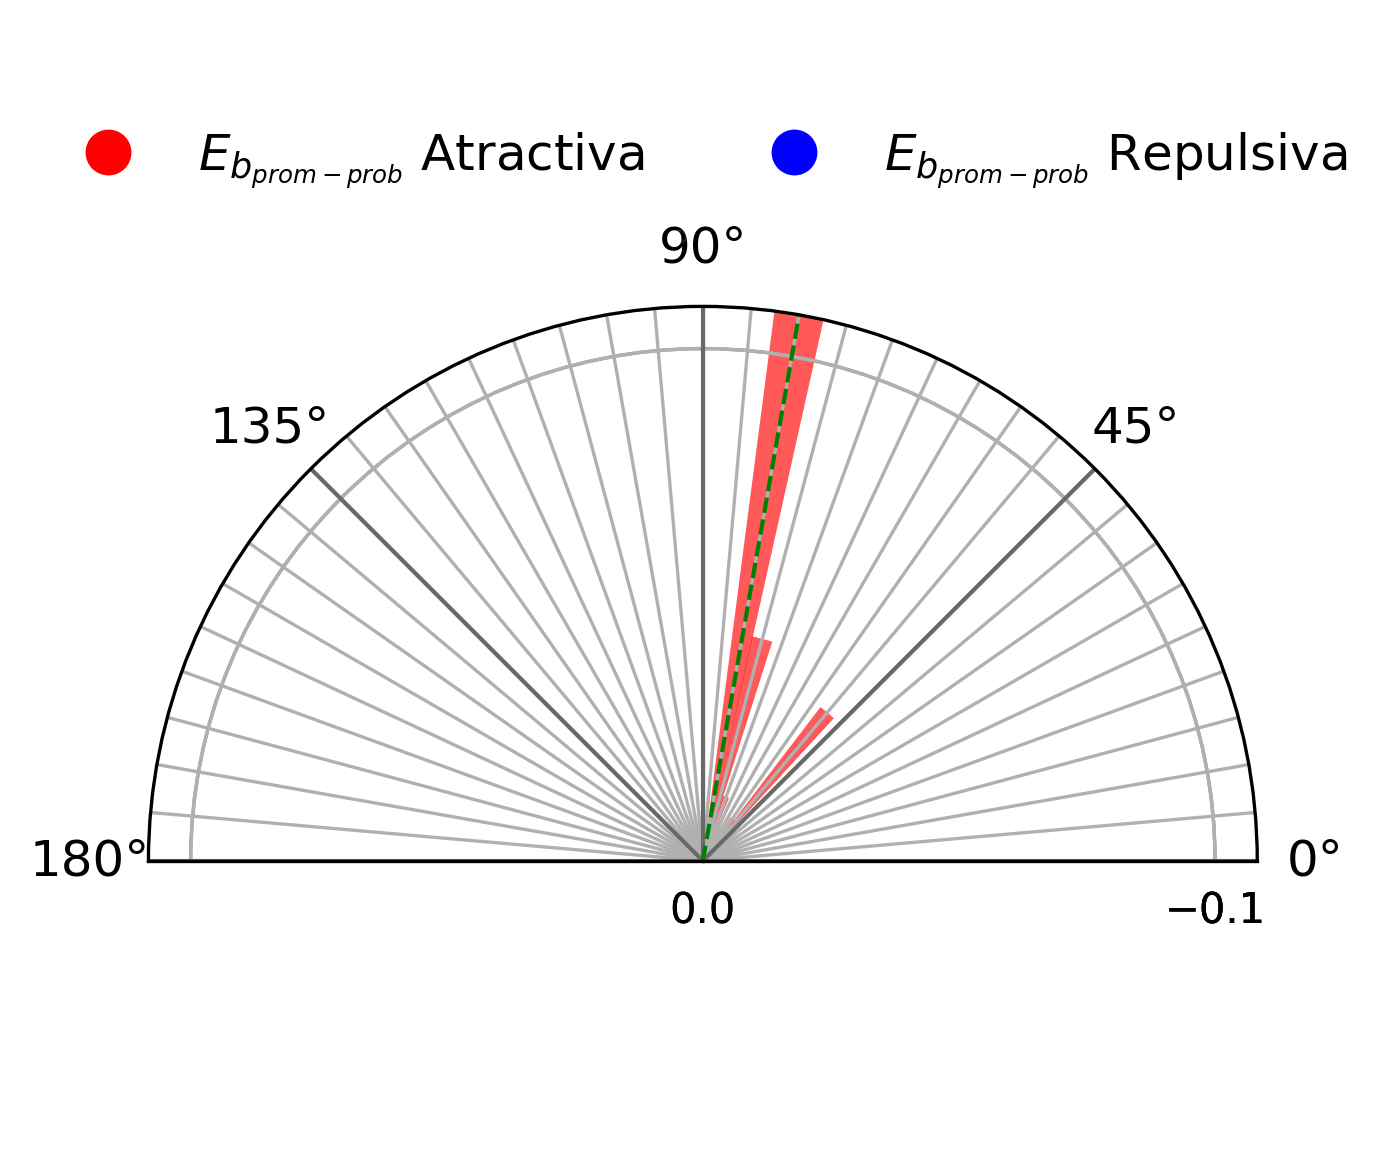 E_{b_{prom-prob}} Atractiva E_{b_{prom-prob}} Repulsiva
90°
135° 45°
180° 0°
0.0 −0.1